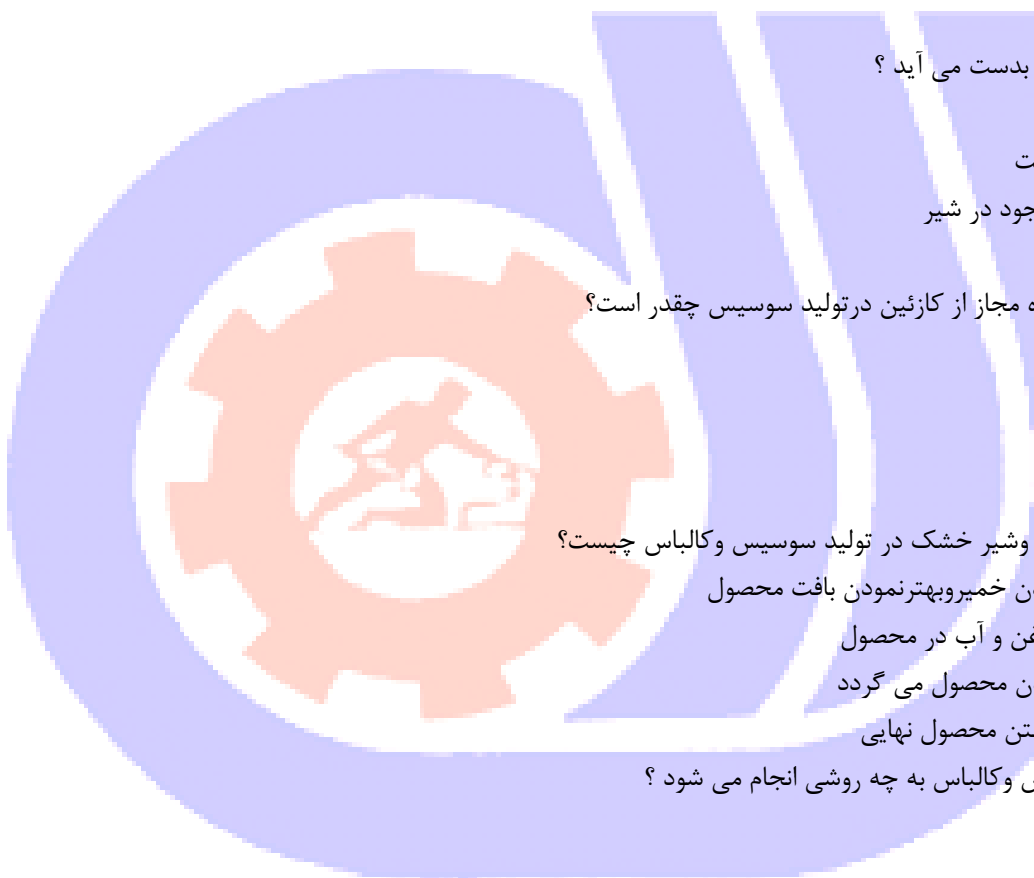 بدست می آید ؟
ت
جود در شیر
ه مجاز از کازئین درتولید سوسیس چقدر است؟
وشیر خشک در تولید سوسیس وکالباس چیست؟
ن خمیروبهترنمودن بافت محصول
غن و آب در محصول
ن محصول می گردد
شتن محصول نهایی
س وکالباس به چه روشی انجام می شود ؟